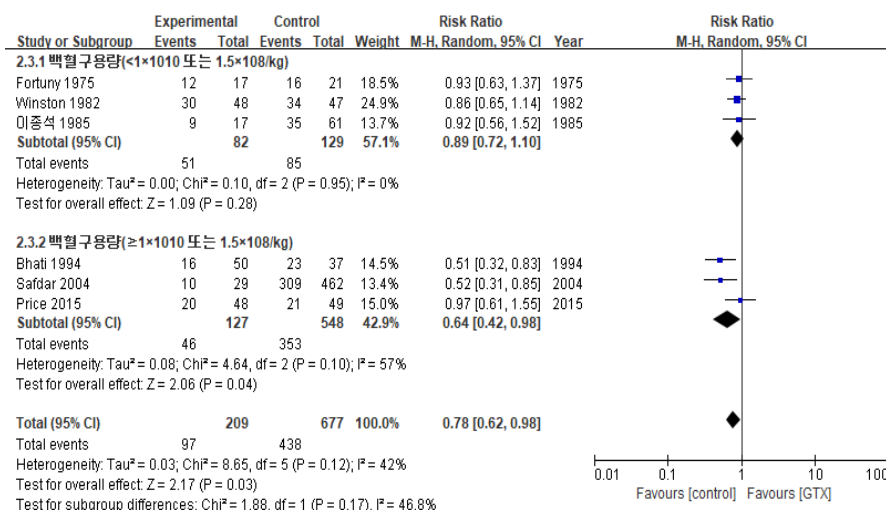 Experimental Control Risk Ratio Risk Ratio
Study or Subgroup Events Total Events Total Weight M-H, Random, 95% CI Year M-H, Random, 95% CI
2.3.1 백혈구용량(<1×1010 또는 1.5×108/kg)
Fortuny 1975 12 17 16 21 18.5% 0.93 [0.63, 1.37] 1975
Winston 1982 30 48 34 47 24.9% 0.86 [0.65, 1.14] 1982
이종석 1985 9 17 35 61 13.7% 0.92 [0.56, 1.52] 1985
Subtotal (95% CI) 82 129 57.1% 0.89 [0.72, 1.10]
Total events 51 85
Heterogeneity: Tau² = 0.00; Chi² = 0.10, df = 2 (P = 0.95); I² = 0%
Test for overall effect: Z = 1.09 (P = 0.28)
2.3.2 백혈구용량(≥1×1010 또는 1.5×108/kg)
Bhati 1994 16 50 23 37 14.5% 0.51 [0.32, 0.83] 1994
Safdar 2004 10 29 309 462 13.4% 0.52 [0.31, 0.85] 2004
Price 2015 20 48 21 49 15.0% 0.97 [0.61, 1.55] 2015
Subtotal (95% CI) 127 548 42.9% 0.64 [0.42, 0.98]
Total events 46 353
Heterogeneity: Tau² = 0.08; Chi² = 4.64, df = 2 (P = 0.10); I² = 57%
Test for overall effect: Z = 2.06 (P = 0.04)
Total (95% CI) 209 677 100.0% 0.78 [0.62, 0.98]
Total events 97 438
Heterogeneity: Tau² = 0.03; Chi² = 8.65, df = 5 (P = 0.12); I² = 42%
Test for overall effect: Z = 2.17 (P = 0.03)
Test for subgroup differences: Chi² = 1.88, df = 1 (P = 0.17), I² = 46.8%
0.01 0.1 1 10 100
Favours [control] Favours [GTX]